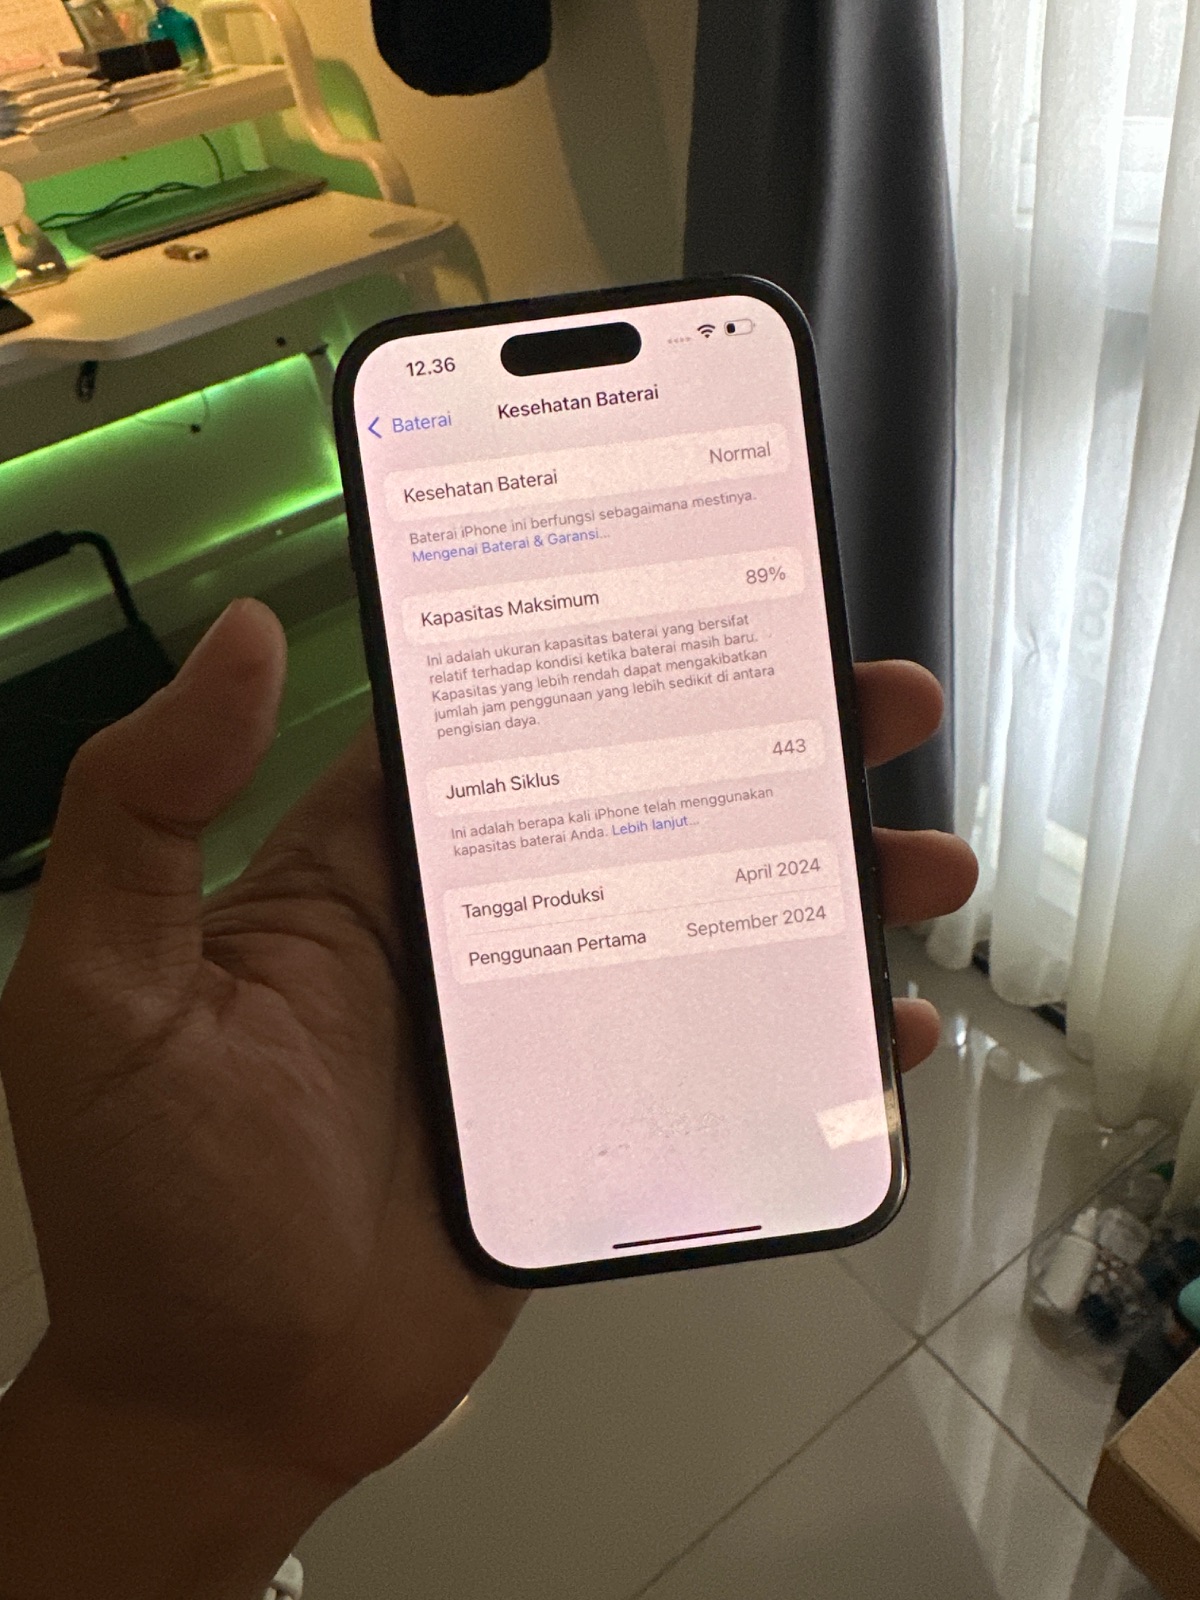 12.36
Baterai
Kesehatan Baterai
Kesehatan Baterai Normal
Baterai iPhone ini berfungsi sebagaimana mestinya.
Mengenai Baterai & Garansi...
Kapasitas Maksimum 89%
Ini adalah ukuran kapasitas baterai yang bersifat
relatif terhadap kondisi ketika baterai masih baru.
Kapasitas yang lebih rendah dapat mengakibatkan
jumlah jam penggunaan yang lebih sedikit di antara
pengisian daya.
Jumlah Siklus 443
Ini adalah berapa kali iPhone telah menggunakan
kapasitas baterai Anda. Lebih lanjut...
Tanggal Produksi April 2024
Penggunaan Pertama September 2024